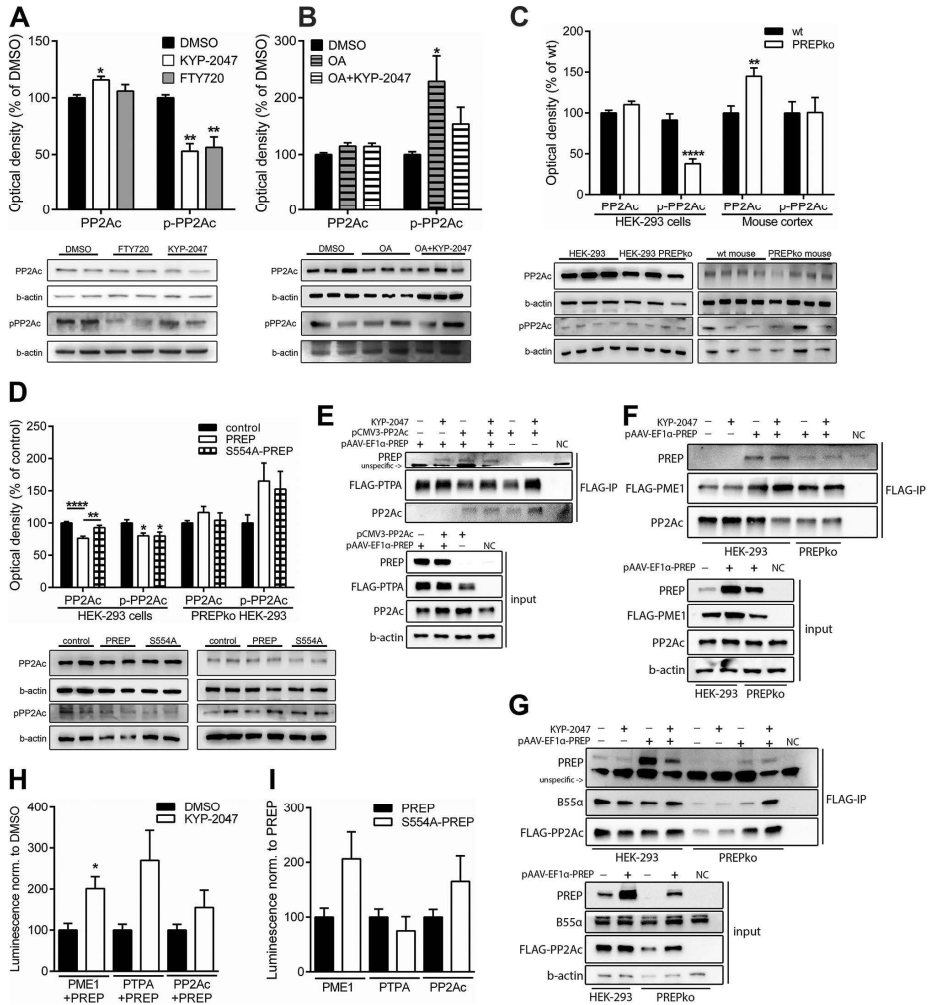 A
Optical density (% of DMSO)
150
100
50
0
DMSO
KYP-2047
FTY720
*
** **
PP2Ac p-PP2Ac
DMSO FTY720 KYP-2047
PP2Ac
b-actin
pPP2Ac
b-actin
B
Optical density (% of DMSO)
300
200
100
0
DMSO
OA
OA+KYP-2047
*
PP2Ac p-PP2Ac
DMSO OA OA+KYP-2047
PP2Ac
b-actin
pPP2Ac
b-actin
C
Optical density (% of wt)
200
150
100
50
0
wt
PREPko
****
**
PP2Ac p-PP2Ac PP2Ac p-PP2Ac
HEK-293 cells Mouse cortex
HEK-293 HEK-293 PREPko wt mouse PREPko mouse
PP2Ac
b-actin
pPP2Ac
b-actin
D
Optical density (% of control)
250
200
150
100
50
0
control
PREP
S554A-PREP
**** ** * *
PP2Ac p-PP2Ac PP2Ac p-PP2Ac
HEK-293 cells PREPko HEK-293
control PREP S554A control PREP S554A
PP2Ac
b-actin
pPP2Ac
b-actin
E
KYP-2047 – + – + – +
pCMV3-PP2Ac – – + + + +
pAAV-EF1α-PREP + + + + – – NC
PREP
unspecific ->
FLAG-PTPA
PP2Ac
FLAG-IP
pCMV3-PP2Ac – + +
pAAV-EF1α-PREP + + – NC
PREP
FLAG-PTPA
PP2Ac
b-actin
input
F
KYP-2047 – + – + – +
pAAV-EF1α-PREP – – + + + + NC
PREP
FLAG-PME1
PP2Ac
FLAG-IP
HEK-293 PREPko
pAAV-EF1α-PREP – + + NC
PREP
FLAG-PME1
PP2Ac
b-actin
input
HEK-293 PREPko
G
KYP-2047 – + – + – + – +
pAAV-EF1α-PREP – – + + – – + + NC
PREP
unspecific ->
B55α
FLAG-PP2Ac
FLAG-IP
HEK-293 PREPko
pAAV-EF1α-PREP – + – + NC
PREP
B55α
FLAG-PP2Ac
b-actin
input
HEK-293 PREPko
H
Luminescence norm. to DMSO
400
300
200
100
0
DMSO
KYP-2047
*
PME1 PTPA PP2Ac
+PREP +PREP +PREP
I
Luminescence norm. to PREP
300
200
100
0
PREP
S554A-PREP
PME1 PTPA PP2Ac